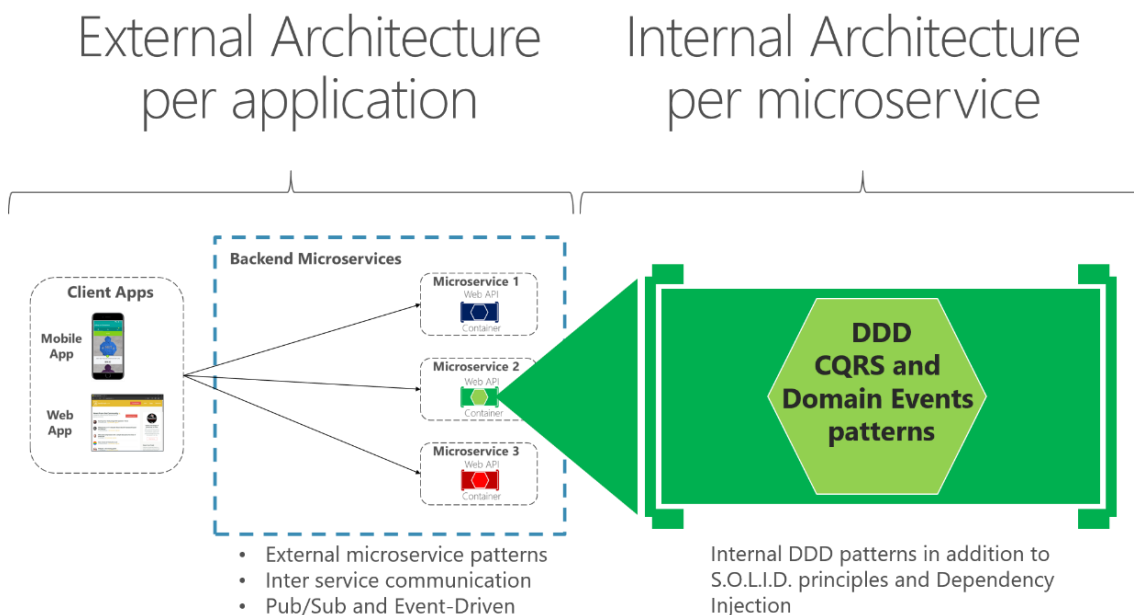 External Architecture
per application
Internal Architecture
per microservice
Backend Microservices
Client Apps
Mobile
App
Web
App
Microservice 1
Web API
Container
Microservice 2
Web API
Container
Microservice 3
Web API
Container
DDD
CQRS and
Domain Events
patterns
• External microservice patterns
• Inter service communication
• Pub/Sub and Event-Driven
Internal DDD patterns in addition to
S.O.L.I.D. principles and Dependency
Injection